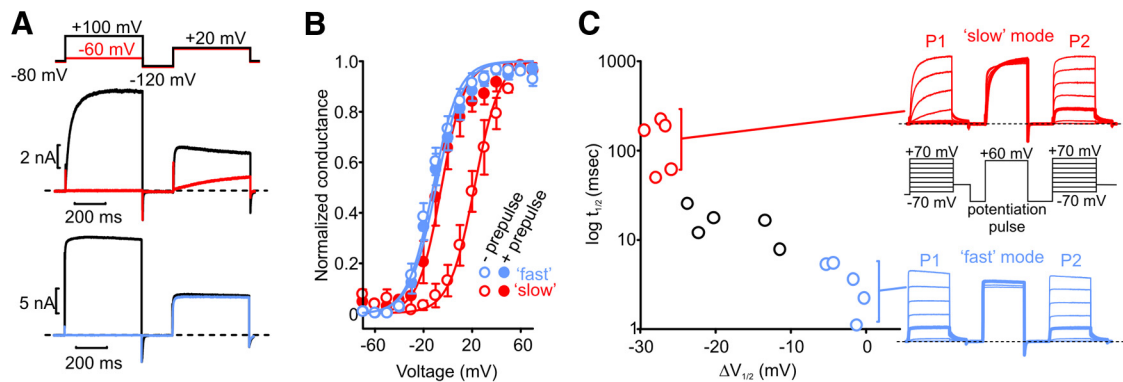 A
+100 mV
-60 mV
+20 mV
-80 mV
-120 mV
2 nA
200 ms
5 nA
200 ms
B
Normalized conductance
1.0
0.8
0.6
0.4
0.2
0
-60
-20
20
60
Voltage (mV)
- prepulse
+ prepulse
'fast'
'slow'
C
log t1/2 (msec)
1000
100
10
1
-30
-20
-10
0
ΔV1/2 (mV)
'slow' mode
P1
P2
+70 mV
+60 mV
+70 mV
-70 mV
-70 mV
potentiation
pulse
'fast' mode
P1
P2